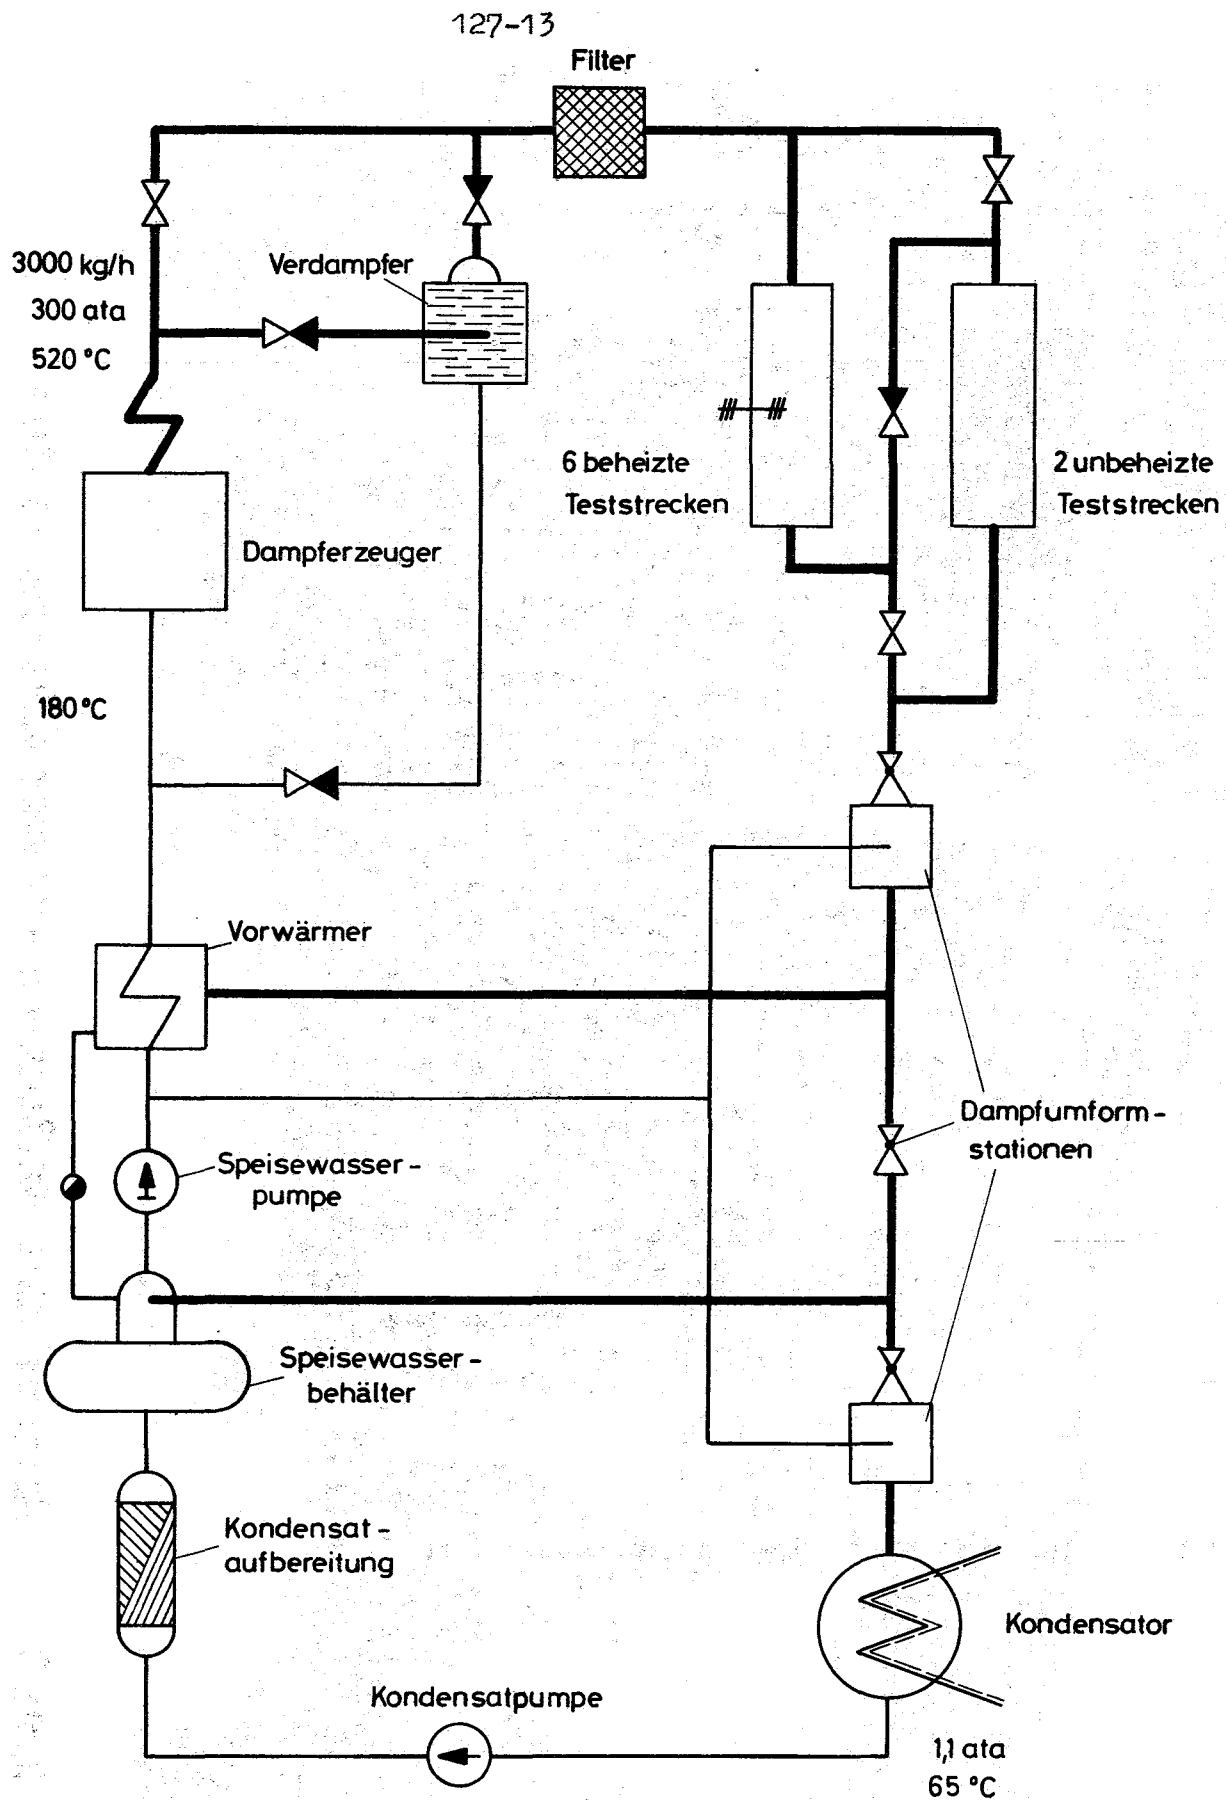 127-13
Filter
3000 kg/h
300 ata
520 °C
Verdampfer
6 beheizte
Teststrecken
2 unbeheizte
Teststrecken
Dampferzeuger
180 °C
Vorwärmer
Dampfumform-
stationen
Speisewasser-
pumpe
Speisewasser-
behälter
Kondensat-
aufbereitung
Kondensator
Kondensatpumpe
1,1 ata
65 °C